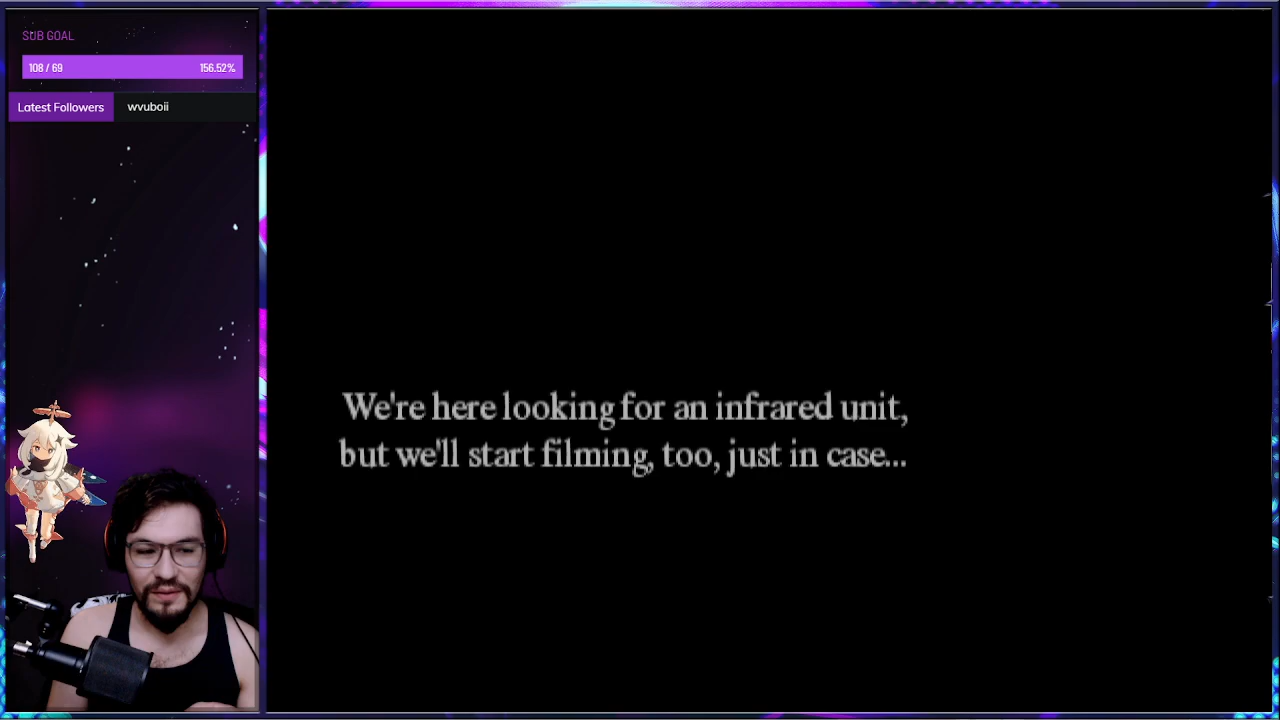 SUB GOAL
108 / 69 156.52%
Latest Followers wvuboii
We're here looking for an infrared unit,
but we'll start filming, too, just in case...